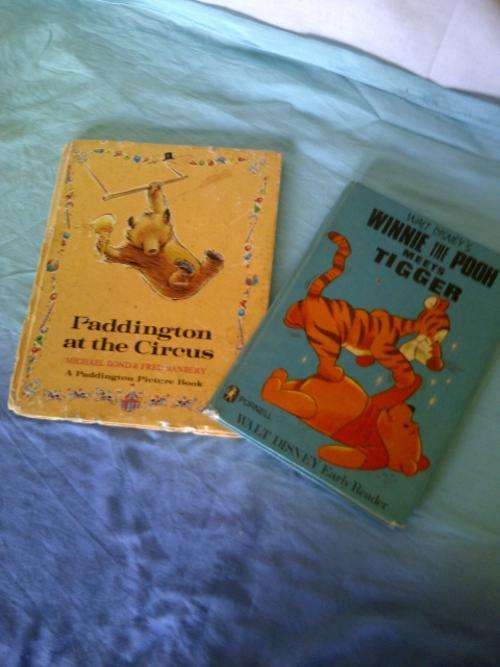 Paddington
at the Circus
MICHAEL BOND & FRED BANBERY
A Paddington Picture Book
WALT DISNEY'S
WINNIE THE POOH
MEETS
TIGGER
PURNELL
WALT DISNEY Early Reader